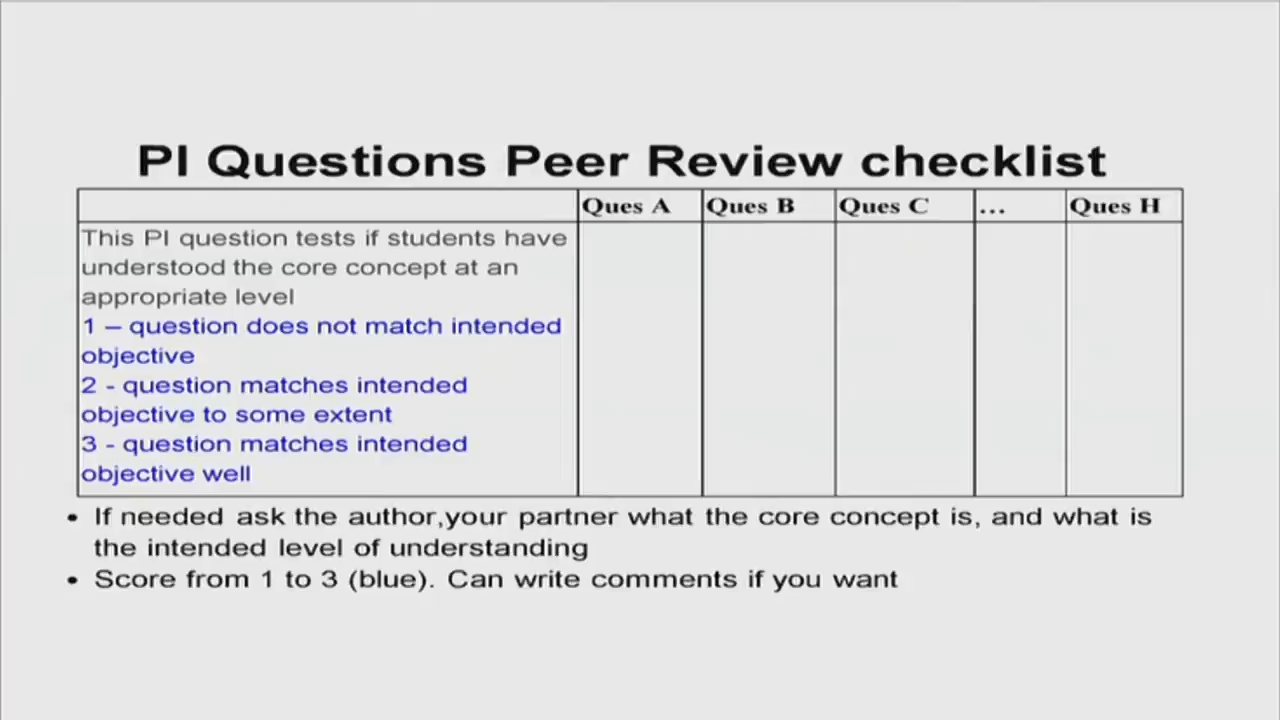 PI Questions Peer Review checklist
Ques A Ques B Ques C ... Ques H
This PI question tests if students have
understood the core concept at an
appropriate level
1 – question does not match intended
objective
2 - question matches intended
objective to some extent
3 - question matches intended
objective well
• If needed ask the author,your partner what the core concept is, and what is
the intended level of understanding
• Score from 1 to 3 (blue). Can write comments if you want